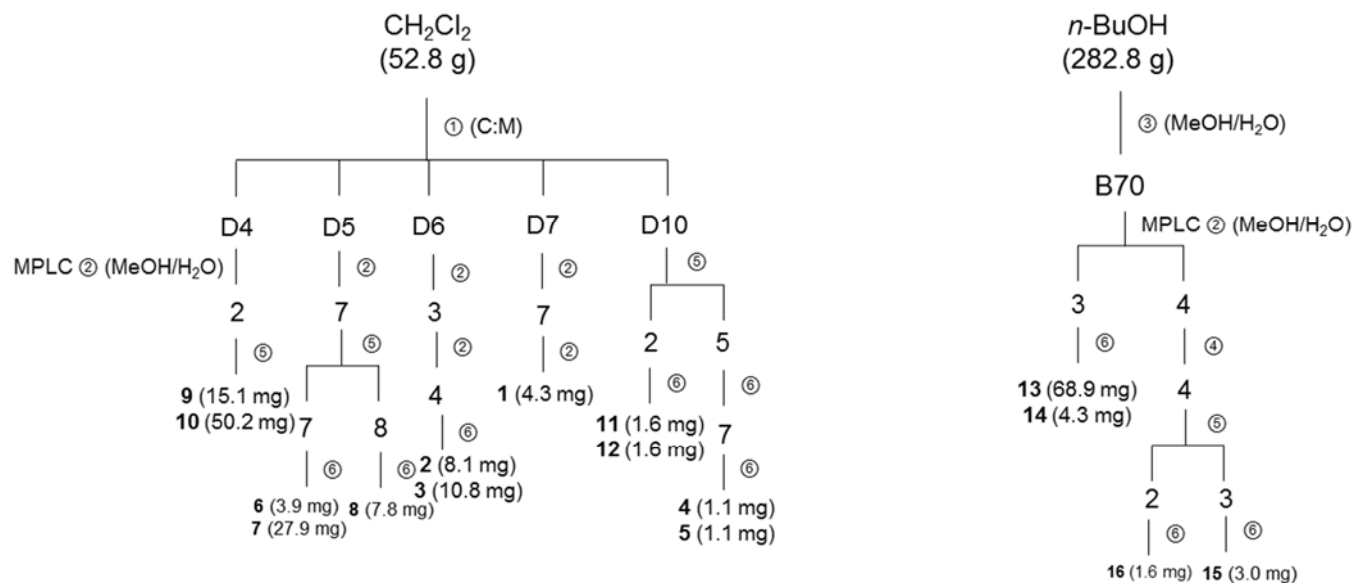 CH₂Cl₂
(52.8 g)
① (C:M)
D4 D5 D6 D7 D10
MPLC ② (MeOH/H₂O)
② ② ② ⑤
2 7 3 7 2 5
⑤ ⑤ ② ② ⑥ ⑥
9 (15.1 mg)
10 (50.2 mg)
7 8 4
1 (4.3 mg)
11 (1.6 mg)
12 (1.6 mg)
7
⑥ ⑥ ⑥ ⑥
6 (3.9 mg)
7 (27.9 mg)
8 (7.8 mg)
2 (8.1 mg)
3 (10.8 mg)
4 (1.1 mg)
5 (1.1 mg)
n-BuOH
(282.8 g)
③ (MeOH/H₂O)
B70
MPLC ② (MeOH/H₂O)
3 4
⑥ ④
13 (68.9 mg)
14 (4.3 mg)
4
⑤
2 3
⑥ ⑥
16 (1.6 mg) 15 (3.0 mg)